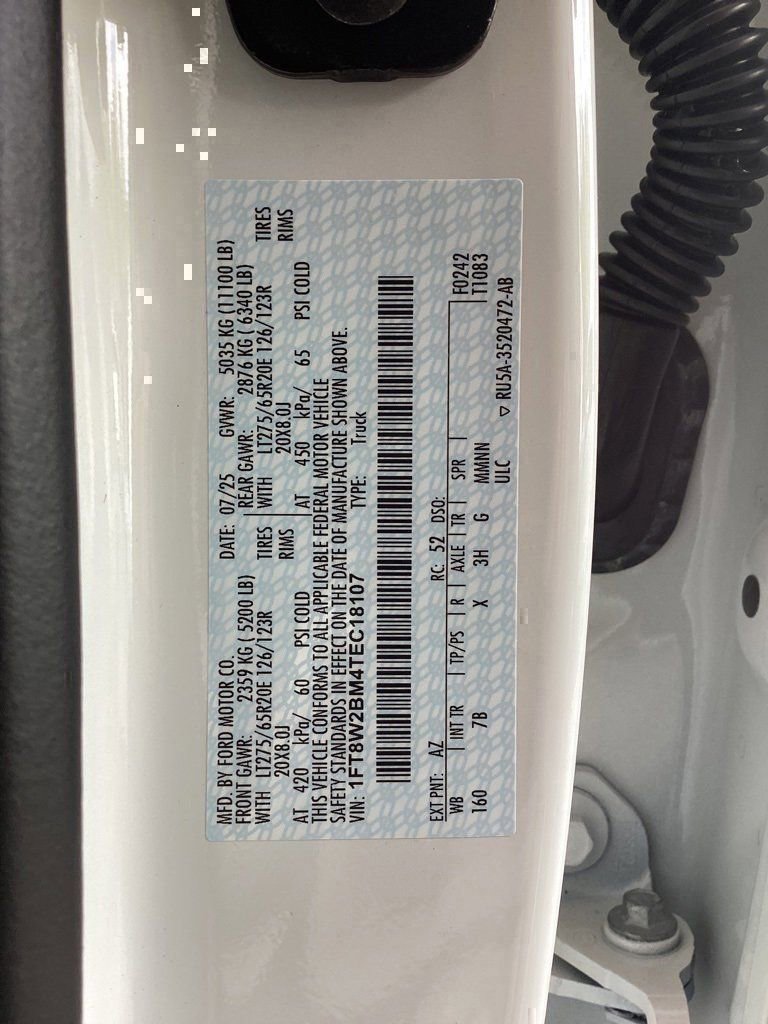 MFD. BY FORD MOTOR CO. DATE: 07/25 GVWR: 5035 KG (11100 LB)
FRONT GAWR: 2359 KG ( 5200 LB) REAR GAWR: 2876 KG ( 6340 LB)
WITH LT275/65R20E 126/123R TIRES WITH LT275/65R20E 126/123R TIRES
20X8.0J RIMS 20X8.0J RIMS
AT 420 kPa/ 60 PSI COLD AT 450 kPa/ 65 PSI COLD
THIS VEHICLE CONFORMS TO ALL APPLICABLE FEDERAL MOTOR VEHICLE
SAFETY STANDARDS IN EFFECT ON THE DATE OF MANUFACTURE SHOWN ABOVE.
VIN: 1FT8W2BM4TEC18107 TYPE: Truck
EXT PNT: AZ RC: 52 DSO:
WB INT TR TP/PS R AXLE TR SPR F0242
160 7B X 3H G MMNNN T1083
ULC ▽ RU5A-3520472-AB